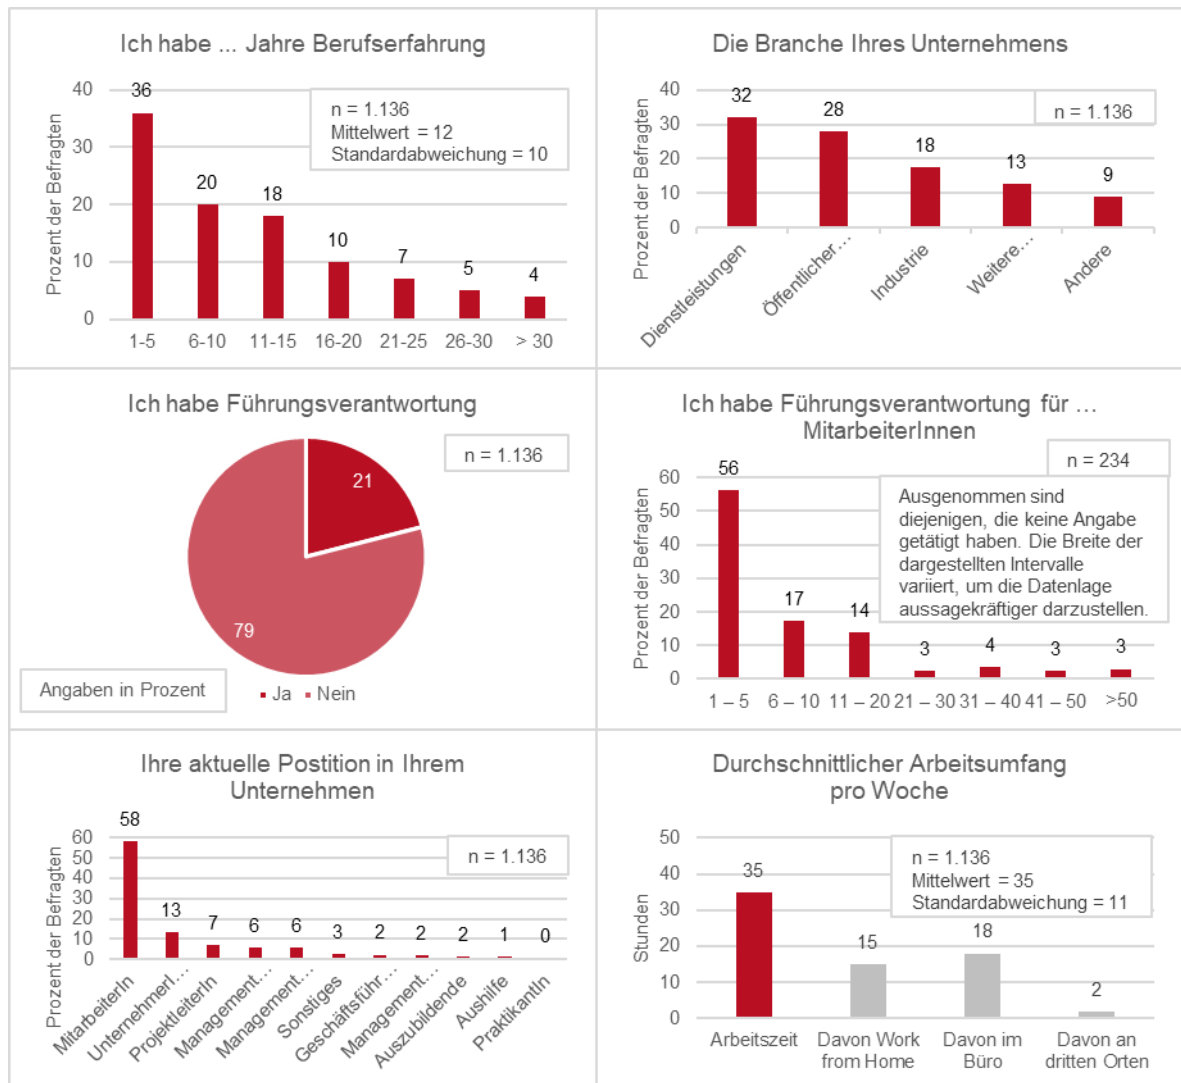 Ich habe ... Jahre Berufserfahrung
Prozent der Befragten
40
30
20
10
0
36
20
18
10
7
5
4
n = 1.136
Mittelwert = 12
Standardabweichung = 10
1-5 6-10 11-15 16-20 21-25 26-30 > 30
Die Branche Ihres Unternehmens
Prozent der Befragten
40
30
20
10
0
32
28
18
13
9
n = 1.136
Dienstleistungen
Öffentlicher...
Industrie
Weitere...
Andere
Ich habe Führungsverantwortung
n = 1.136
21
79
Angaben in Prozent
Ja Nein
Ich habe Führungsverantwortung für ...
MitarbeiterInnen
n = 234
Ausgenommen sind
diejenigen, die keine Angabe
getätigt haben. Die Breite der
dargestellten Intervalle
variiert, um die Datenlage
aussagekräftiger darzustellen.
Prozent der Befragten
60
50
40
30
20
10
0
56
17
14
3
4
3
3
1 – 5 6 – 10 11 – 20 21 – 30 31 – 40 41 – 50 >50
Ihre aktuelle Postition in Ihrem
Unternehmen
Prozent der Befragten
60
50
40
30
20
10
0
58
13
7
6
6
3
2
2
2
1
0
n = 1.136
MitarbeiterIn
UnternehmerI...
ProjektleiterIn
Management...
Management...
Sonstiges
Geschäftsführ...
Management...
Auszubildende
Aushilfe
PraktikantIn
Durchschnittlicher Arbeitsumfang
pro Woche
Stunden
50
40
30
20
10
0
35
15
18
2
n = 1.136
Mittelwert = 35
Standardabweichung = 11
Arbeitszeit
Davon Work
from Home
Davon im
Büro
Davon an
dritten Orten